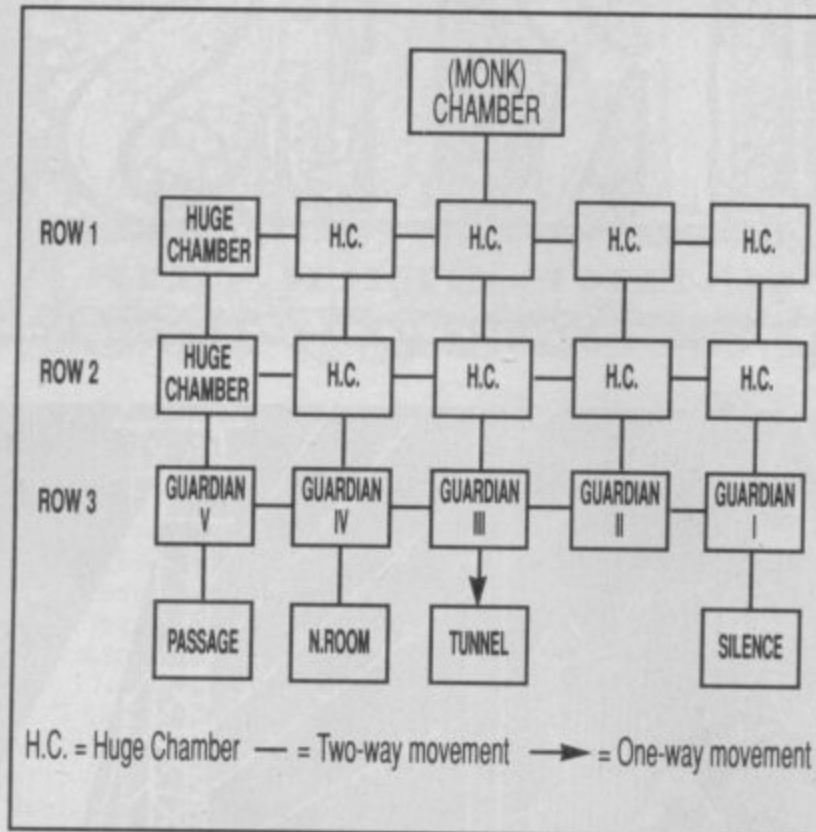 (MONK)
CHAMBER
ROW 1
HUGE
CHAMBER
H.C.
H.C.
H.C.
H.C.
ROW 2
HUGE
CHAMBER
H.C.
H.C.
H.C.
H.C.
ROW 3
GUARDIAN
V
GUARDIAN
IV
GUARDIAN
III
GUARDIAN
II
GUARDIAN
I
PASSAGE
N.ROOM
TUNNEL
SILENCE
H.C. = Huge Chamber — = Two-way movement → = One-way movement